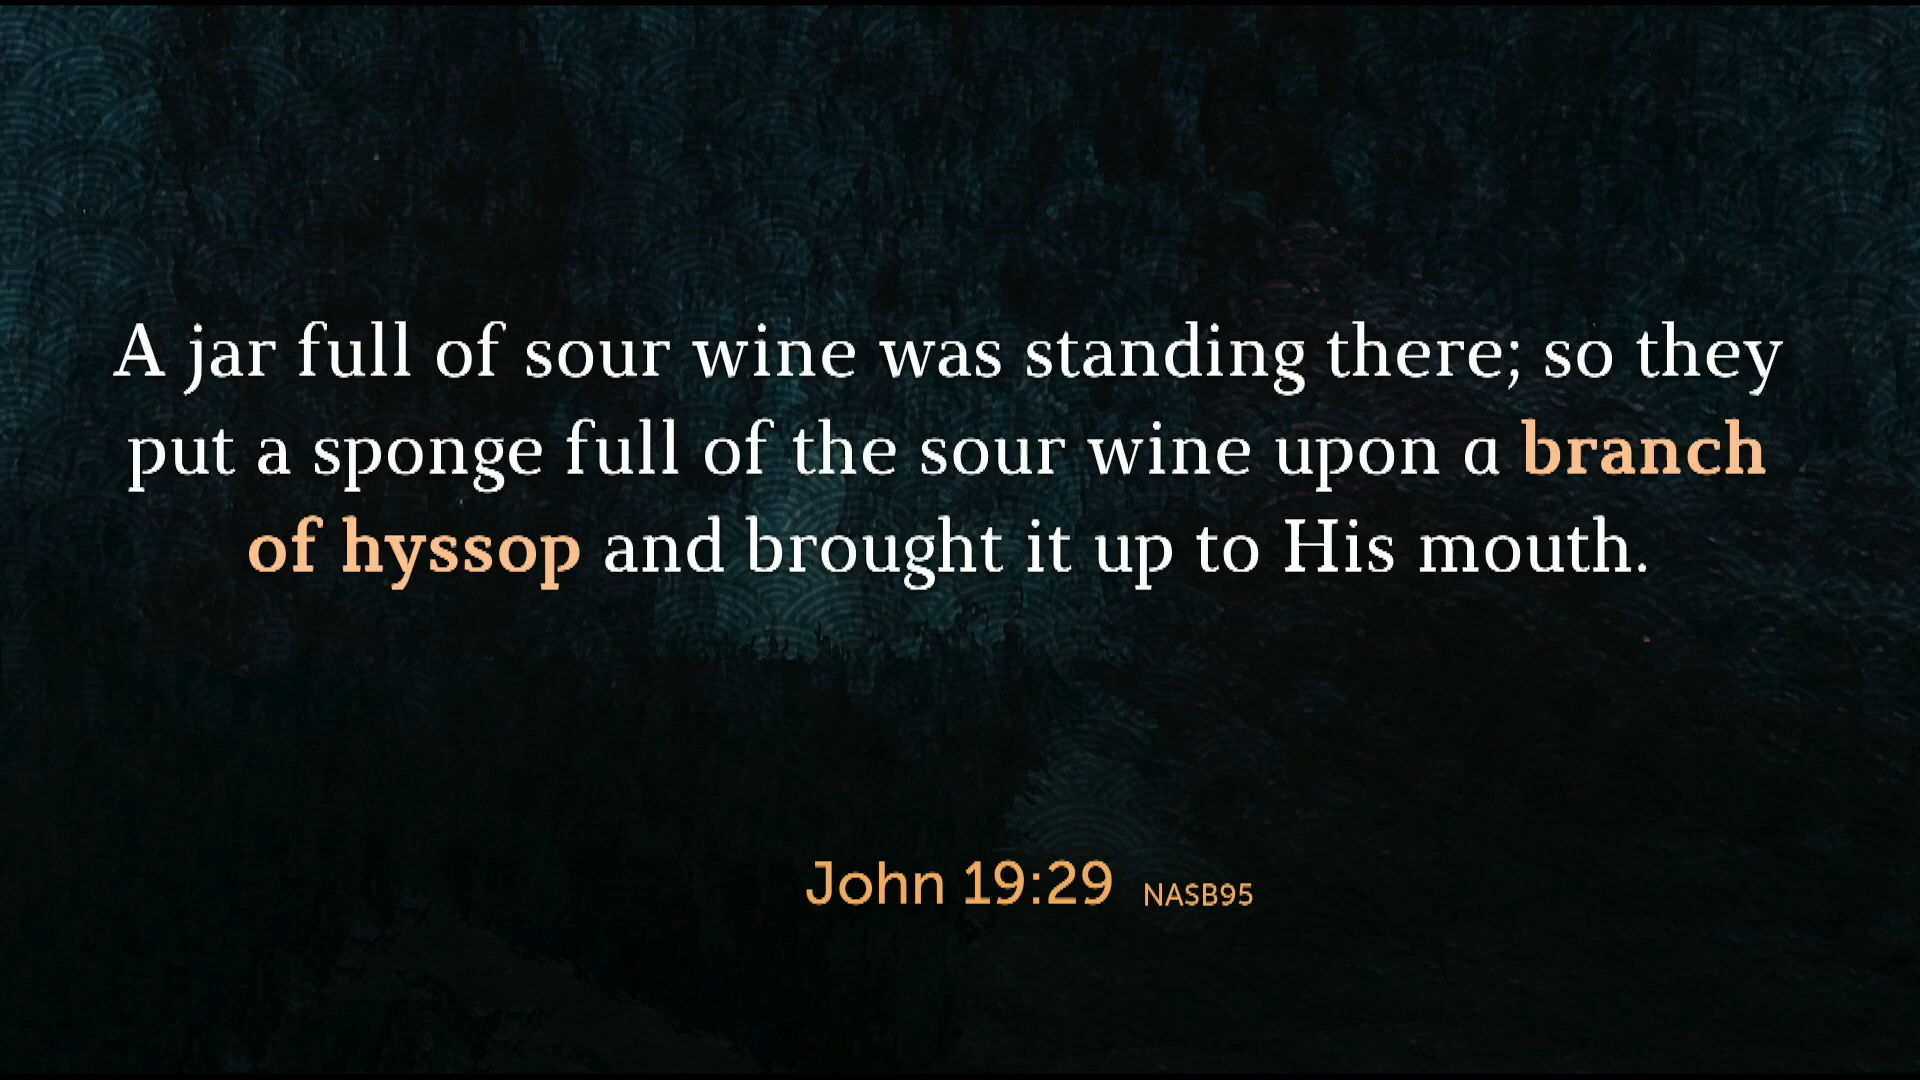 A jar full of sour wine was standing there; so they
put a sponge full of the sour wine upon a branch
of hyssop and brought it up to His mouth.
John 19:29 NASB95